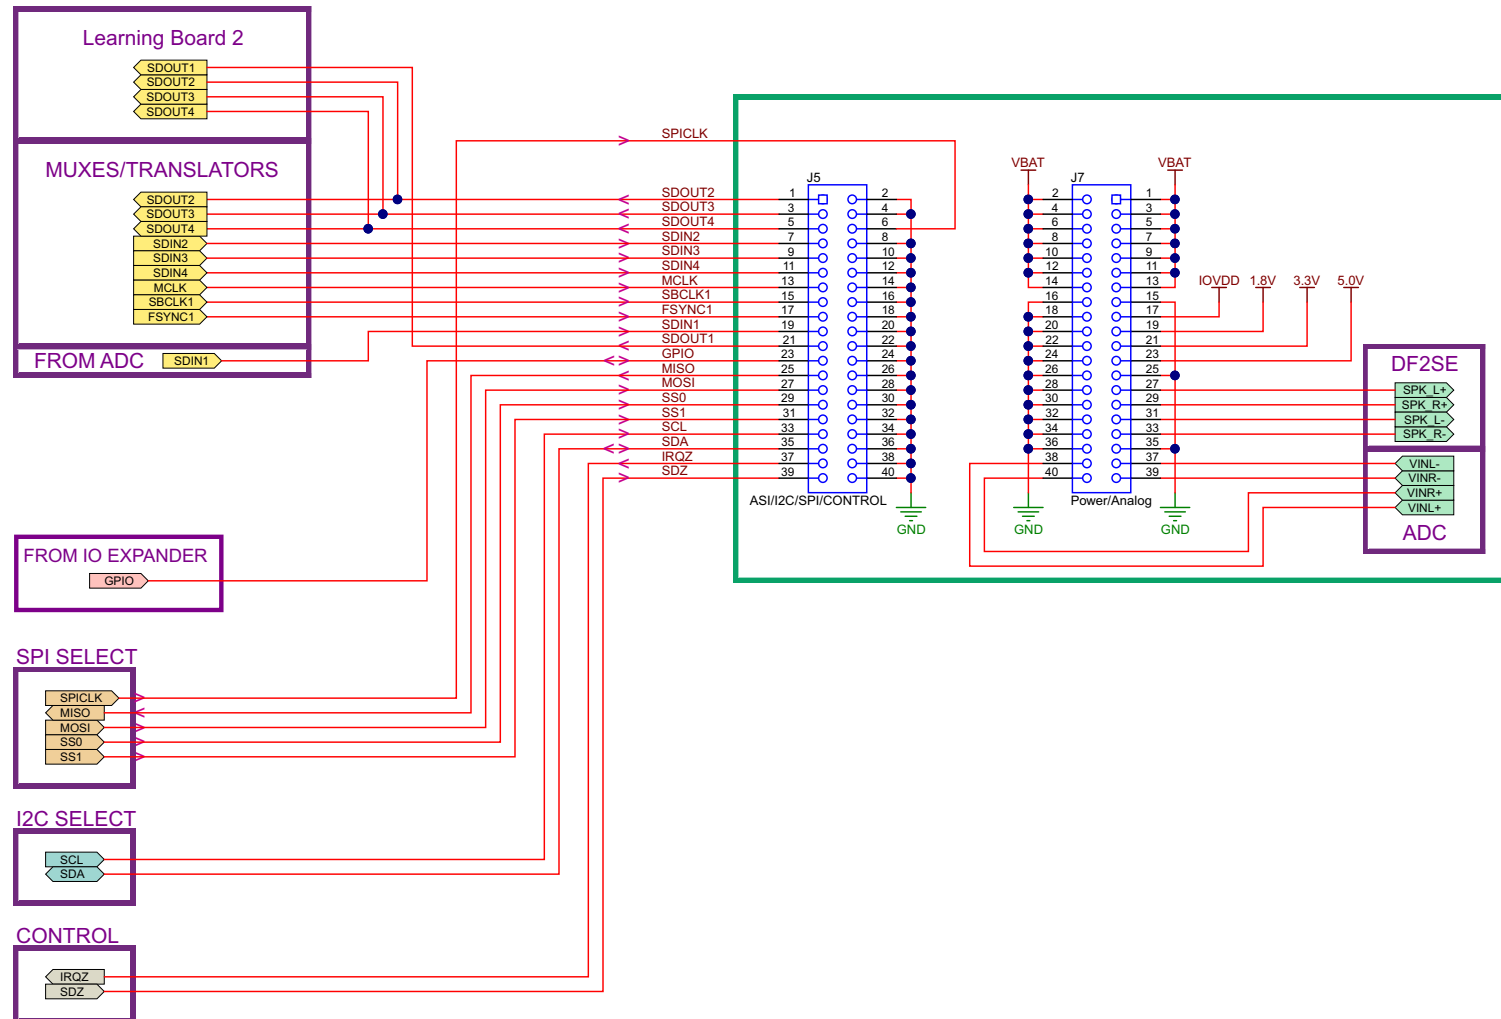 Learning Board 2
SDOUT1
SDOUT2
SDOUT3
SDOUT4
MUXES/TRANSLATORS
SDOUT2
SDOUT3
SDOUT4
SDIN2
SDIN3
SDIN4
MCLK
SBCLK1
FSYNC1
FROM ADC
SDIN1
FROM IO EXPANDER
GPIO
SPI SELECT
SPICLK
MISO
MOSI
SS0
SS1
I2C SELECT
SCL
SDA
CONTROL
IRQZ
SDZ
SPICLK
SDOUT2
SDOUT3
SDOUT4
SDIN2
SDIN3
SDIN4
MCLK
SBCLK1
FSYNC1
SDIN1
SDOUT1
GPIO
MISO
MOSI
SS0
SS1
SCL
SDA
IRQZ
SDZ
J5
1 2
3 4
5 6
7 8
9 10
11 12
13 14
15 16
17 18
19 20
21 22
23 24
25 26
27 28
29 30
31 32
33 34
35 36
37 38
39 40
ASI/I2C/SPI/CONTROL
GND
VBAT
VBAT
J7
2 1
4 3
6 5
8 7
10 9
12 11
14 13
16 15
18 17
20 19
22 21
24 23
26 25
28 27
30 29
32 31
34 33
36 35
38 37
40 39
Power/Analog
GND
GND
IOVDD 1.8V 3.3V 5.0V
DF2SE
SPK_L+
SPK_R+
SPK_L-
SPK_R-
VINL-
VINR-
VINR+
VINL+
ADC